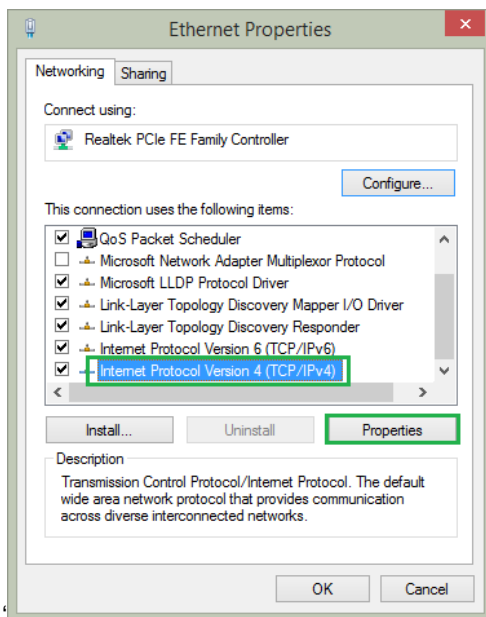 Ethernet Properties
Networking
Sharing
Connect using:
Realtek PCIe FE Family Controller
Configure...
This connection uses the following items:
QoS Packet Scheduler
Microsoft Network Adapter Multiplexor Protocol
Microsoft LLDP Protocol Driver
Link-Layer Topology Discovery Mapper I/O Driver
Link-Layer Topology Discovery Responder
Internet Protocol Version 6 (TCP/IPv6)
Internet Protocol Version 4 (TCP/IPv4)
Install...
Uninstall
Properties
Description
Transmission Control Protocol/Internet Protocol. The default
wide area network protocol that provides communication
across diverse interconnected networks.
OK
Cancel